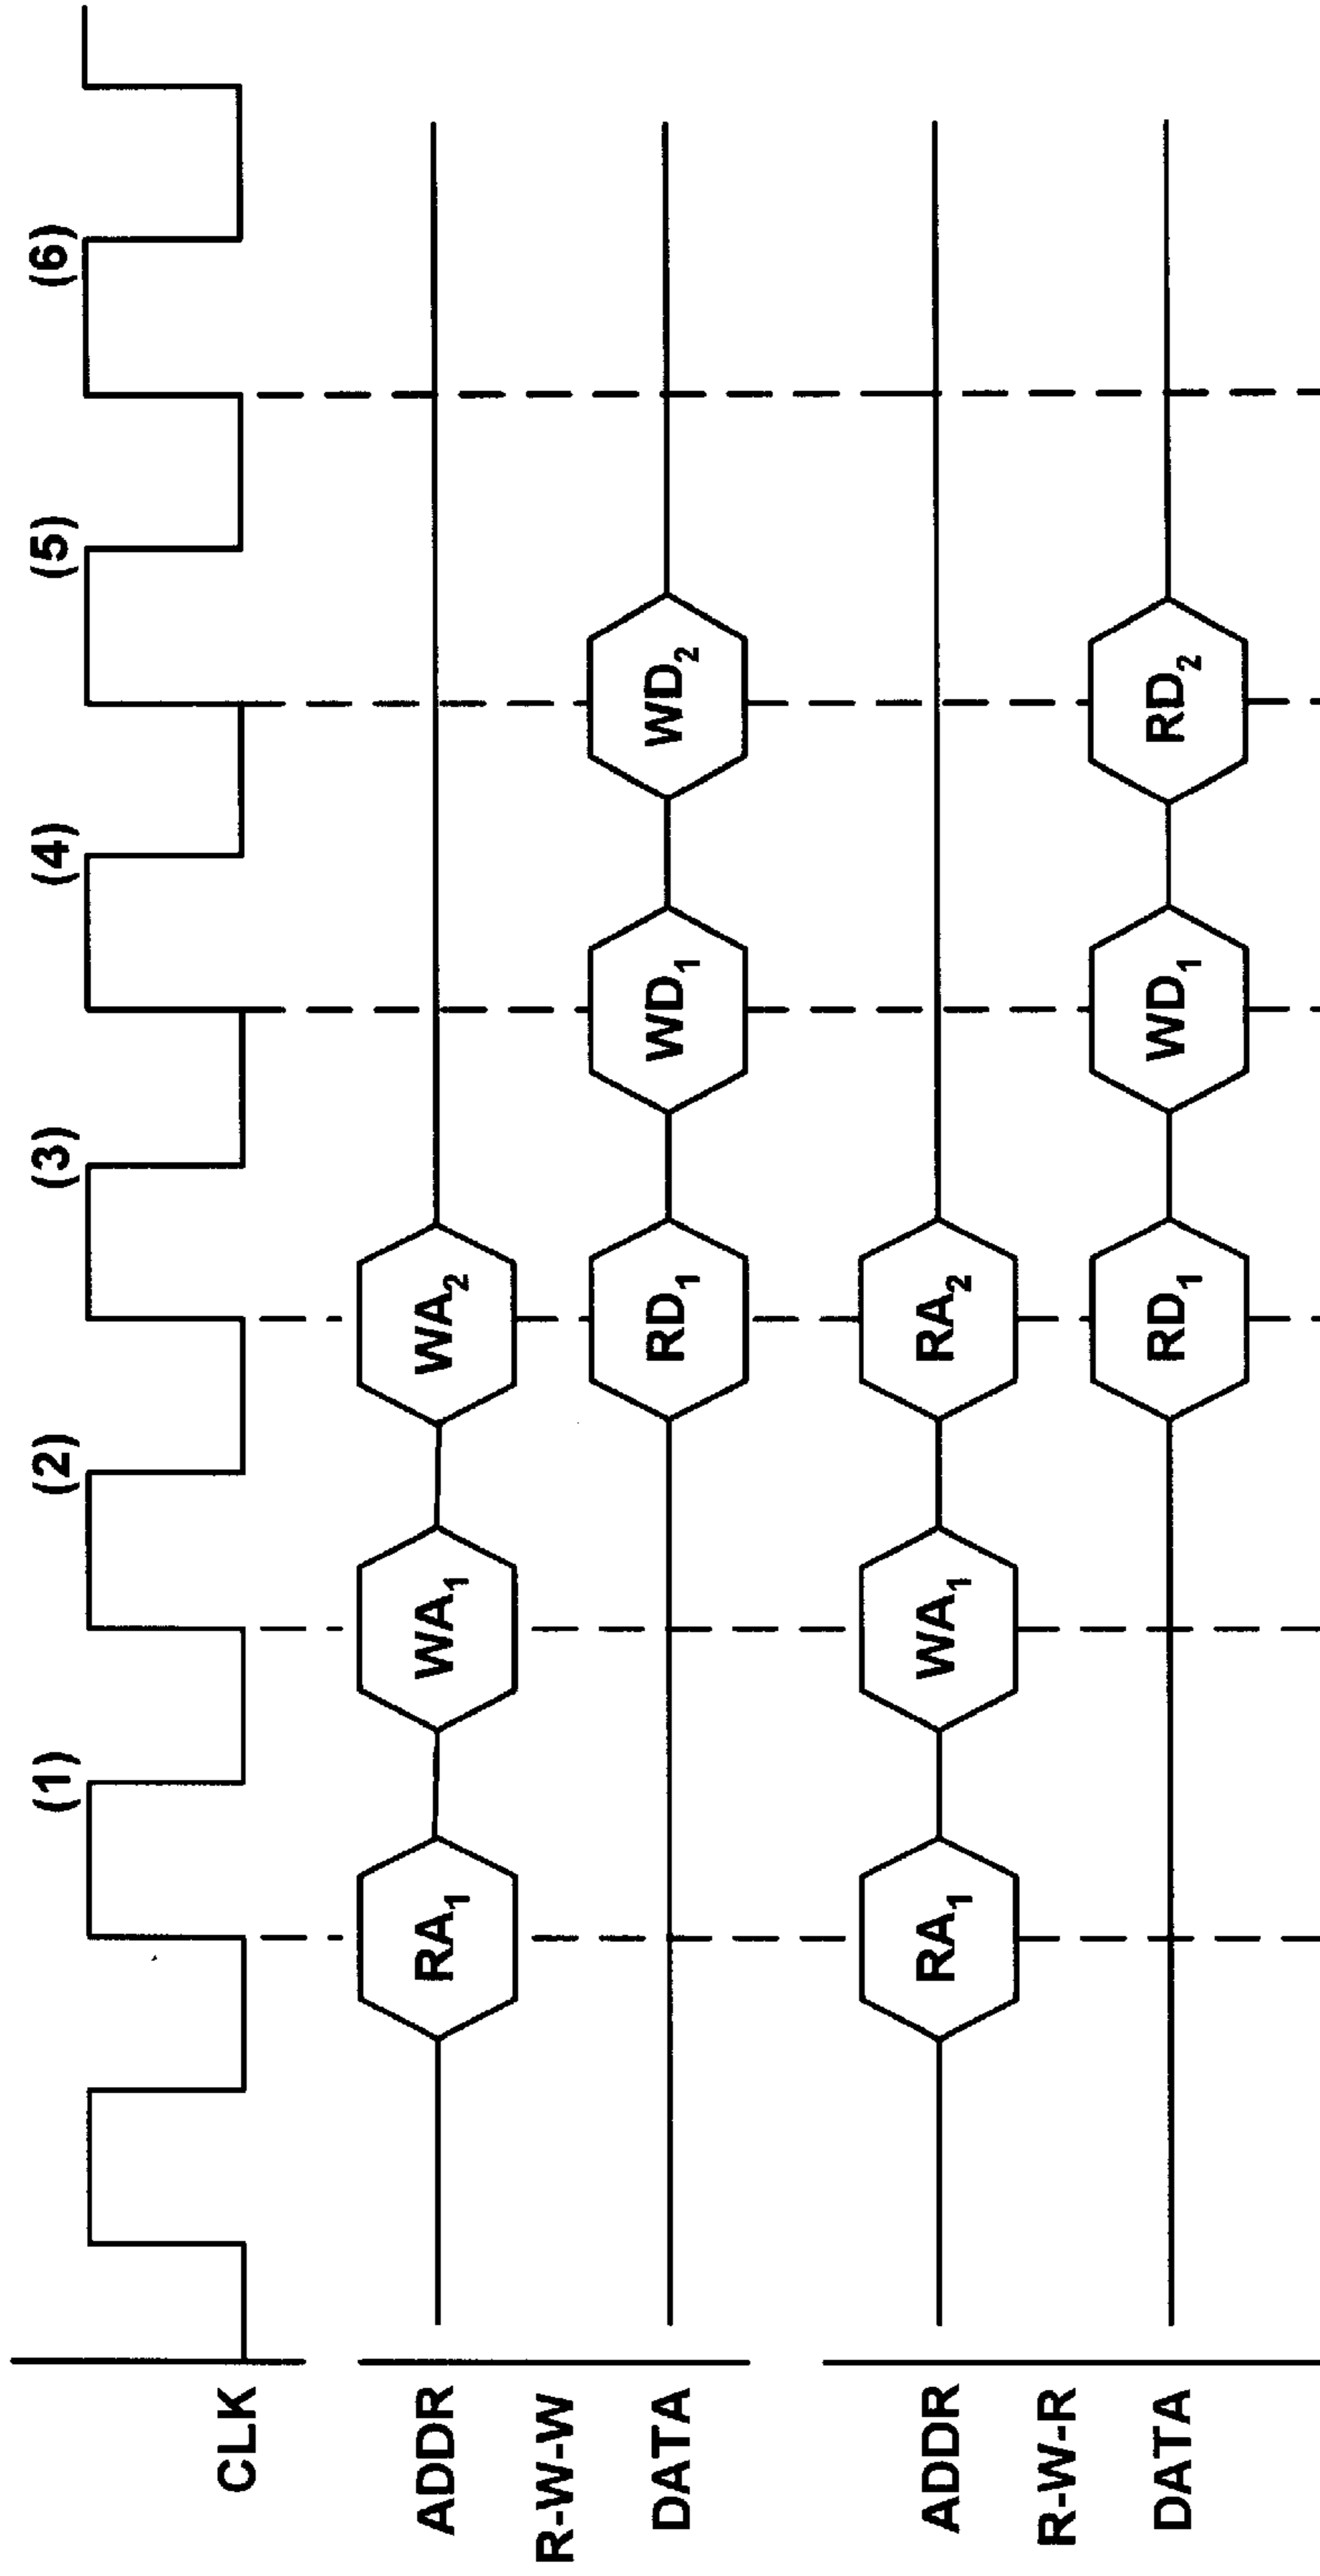 (1) (2) (3) (4) (5) (6)
CLK
ADDR RA1 WA1 WA2
R-W-W
DATA RD1 WD1 WD2
ADDR RA1 WA1 RA2
R-W-R
DATA RD1 WD1 RD2